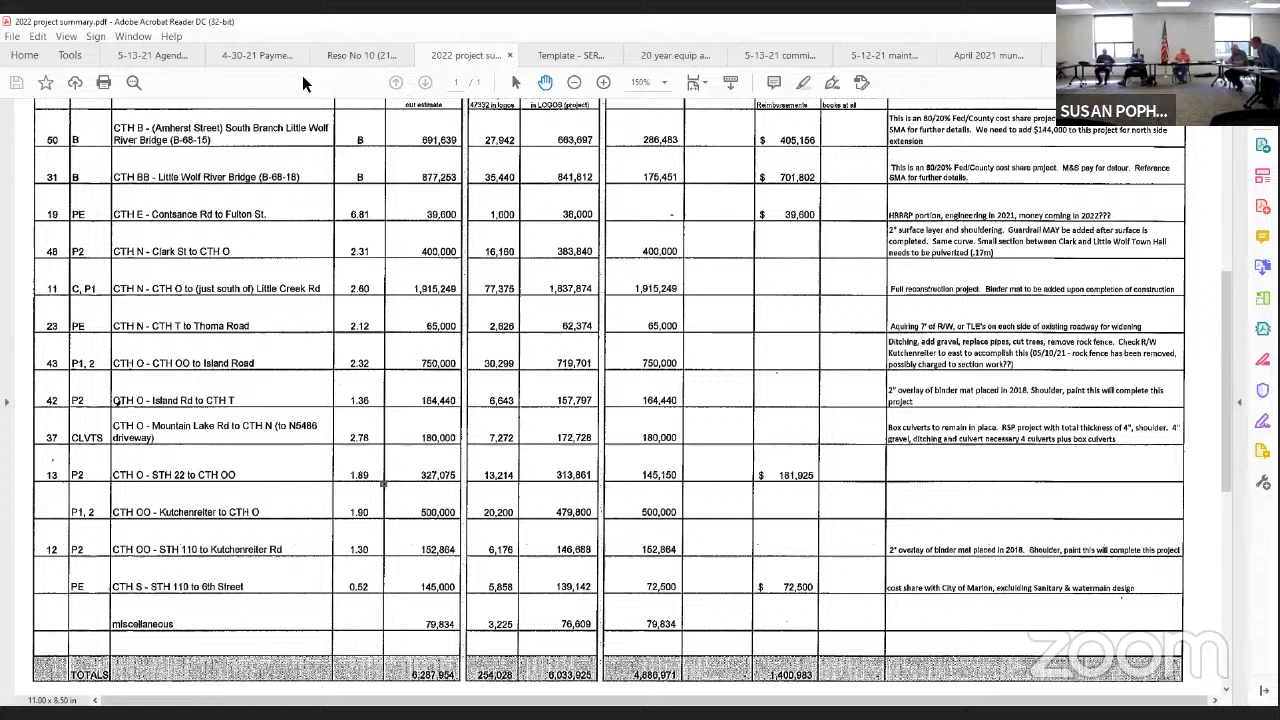 2022 project summary.pdf - Adobe Acrobat Reader DC (32-bit)
File Edit View Sign Window Help
Home Tools 5-13-21 Agend... 4-30-21 Payme... Reso No 10 (21... 2022 project su... × Template - SER... 20 year equip a... 5-13-21 commi... 5-12-21 maint... April 2021 mun...
1 / 1 150%
SUSAN POPH...
our estimate 47332 in logos in LOGOS (project) Reimbursements books at all
This is an 80/20% Fed/County cost share proj
50 B CTH B - (Amherst Street) South Branch Little Wolf SMA for further details. We need to add $144,000 to this project for north side
River Bridge (B-68-15) B 691,639 27,942 663,697 286,483 $ 405,156 extension
This is an 80/20% Fed/County cost share project. M&S pay for detour. Reference
31 B CTH BB - Little Wolf River Bridge (B-68-18) B 877,253 35,440 841,812 175,451 $ 701,802 SMA for further details.
19 PE CTH E - Contsance Rd to Fulton St. 6.81 39,600 1,600 38,000 - $ 39,600 HRRRP portion, engineering in 2021, money coming in 2022???
2" surface layer and shouldering. Guardrail MAY be added after surface is
completed. Same curve. Small section between Clark and Little Wolf Town Hall
48 P2 CTH N - Clark St to CTH O 2.31 400,000 16,160 383,840 400,000 needs to be pulverized (.17m)
11 C, P1 CTH N - CTH O to (just south of) Little Creek Rd 2.60 1,915,249 77,375 1,837,874 1,915,249 Full reconstruction project. Binder mat to be added upon completion of construction
23 PE CTH N - CTH T to Thoma Road 2.12 65,000 2,626 62,374 65,000 Aquiring 7' of R/W, or TLE's on each side of existing roadway for widening
Ditching, add gravel, replace pipes, cut trees, remove rock fence. Check R/W
Kutchenreiter to east to accomplish this (05/10/21 - rock fence has been removed,
43 P1, 2 CTH O - CTH OO to Island Road 2.32 750,000 30,299 719,701 750,000 possibly charged to section work??)
2" overlay of binder mat placed in 2018. Shoulder, paint this will complete this
42 P2 CTH O - Island Rd to CTH T 1.36 164,440 6,643 157,797 164,440 project
CTH O - Mountain Lake Rd to CTH N (to N5486 Box culverts to remain in place. RSP project with total thickness of 4", shoulder. 4"
37 CLVTS driveway) 2.78 180,000 7,272 172,728 180,000 gravel, ditching and culvert necessary 4 culverts plus box culverts
13 P2 CTH O - STH 22 to CTH OO 1.89 327,075 13,214 313,861 145,150 $ 181,925
P1, 2 CTH OO - Kutchenreiter to CTH O 1.90 500,000 20,200 479,800 500,000
12 P2 CTH OO - STH 110 to Kutchenreiter Rd 1.30 152,864 6,176 146,688 152,864 2" overlay of binder mat placed in 2018. Shoulder, paint this will complete this project
PE CTH S - STH 110 to 6th Street 0.52 145,000 5,858 139,142 72,500 $ 72,500 cost share with City of Marion, excluiding Sanitary & watermain design
miscellaneous 79,834 3,225 76,609 79,834
TOTALS 6,287,954 254,028 6,033,925 4,886,971 1,400,983
zoom
11.00 x 8.50 in